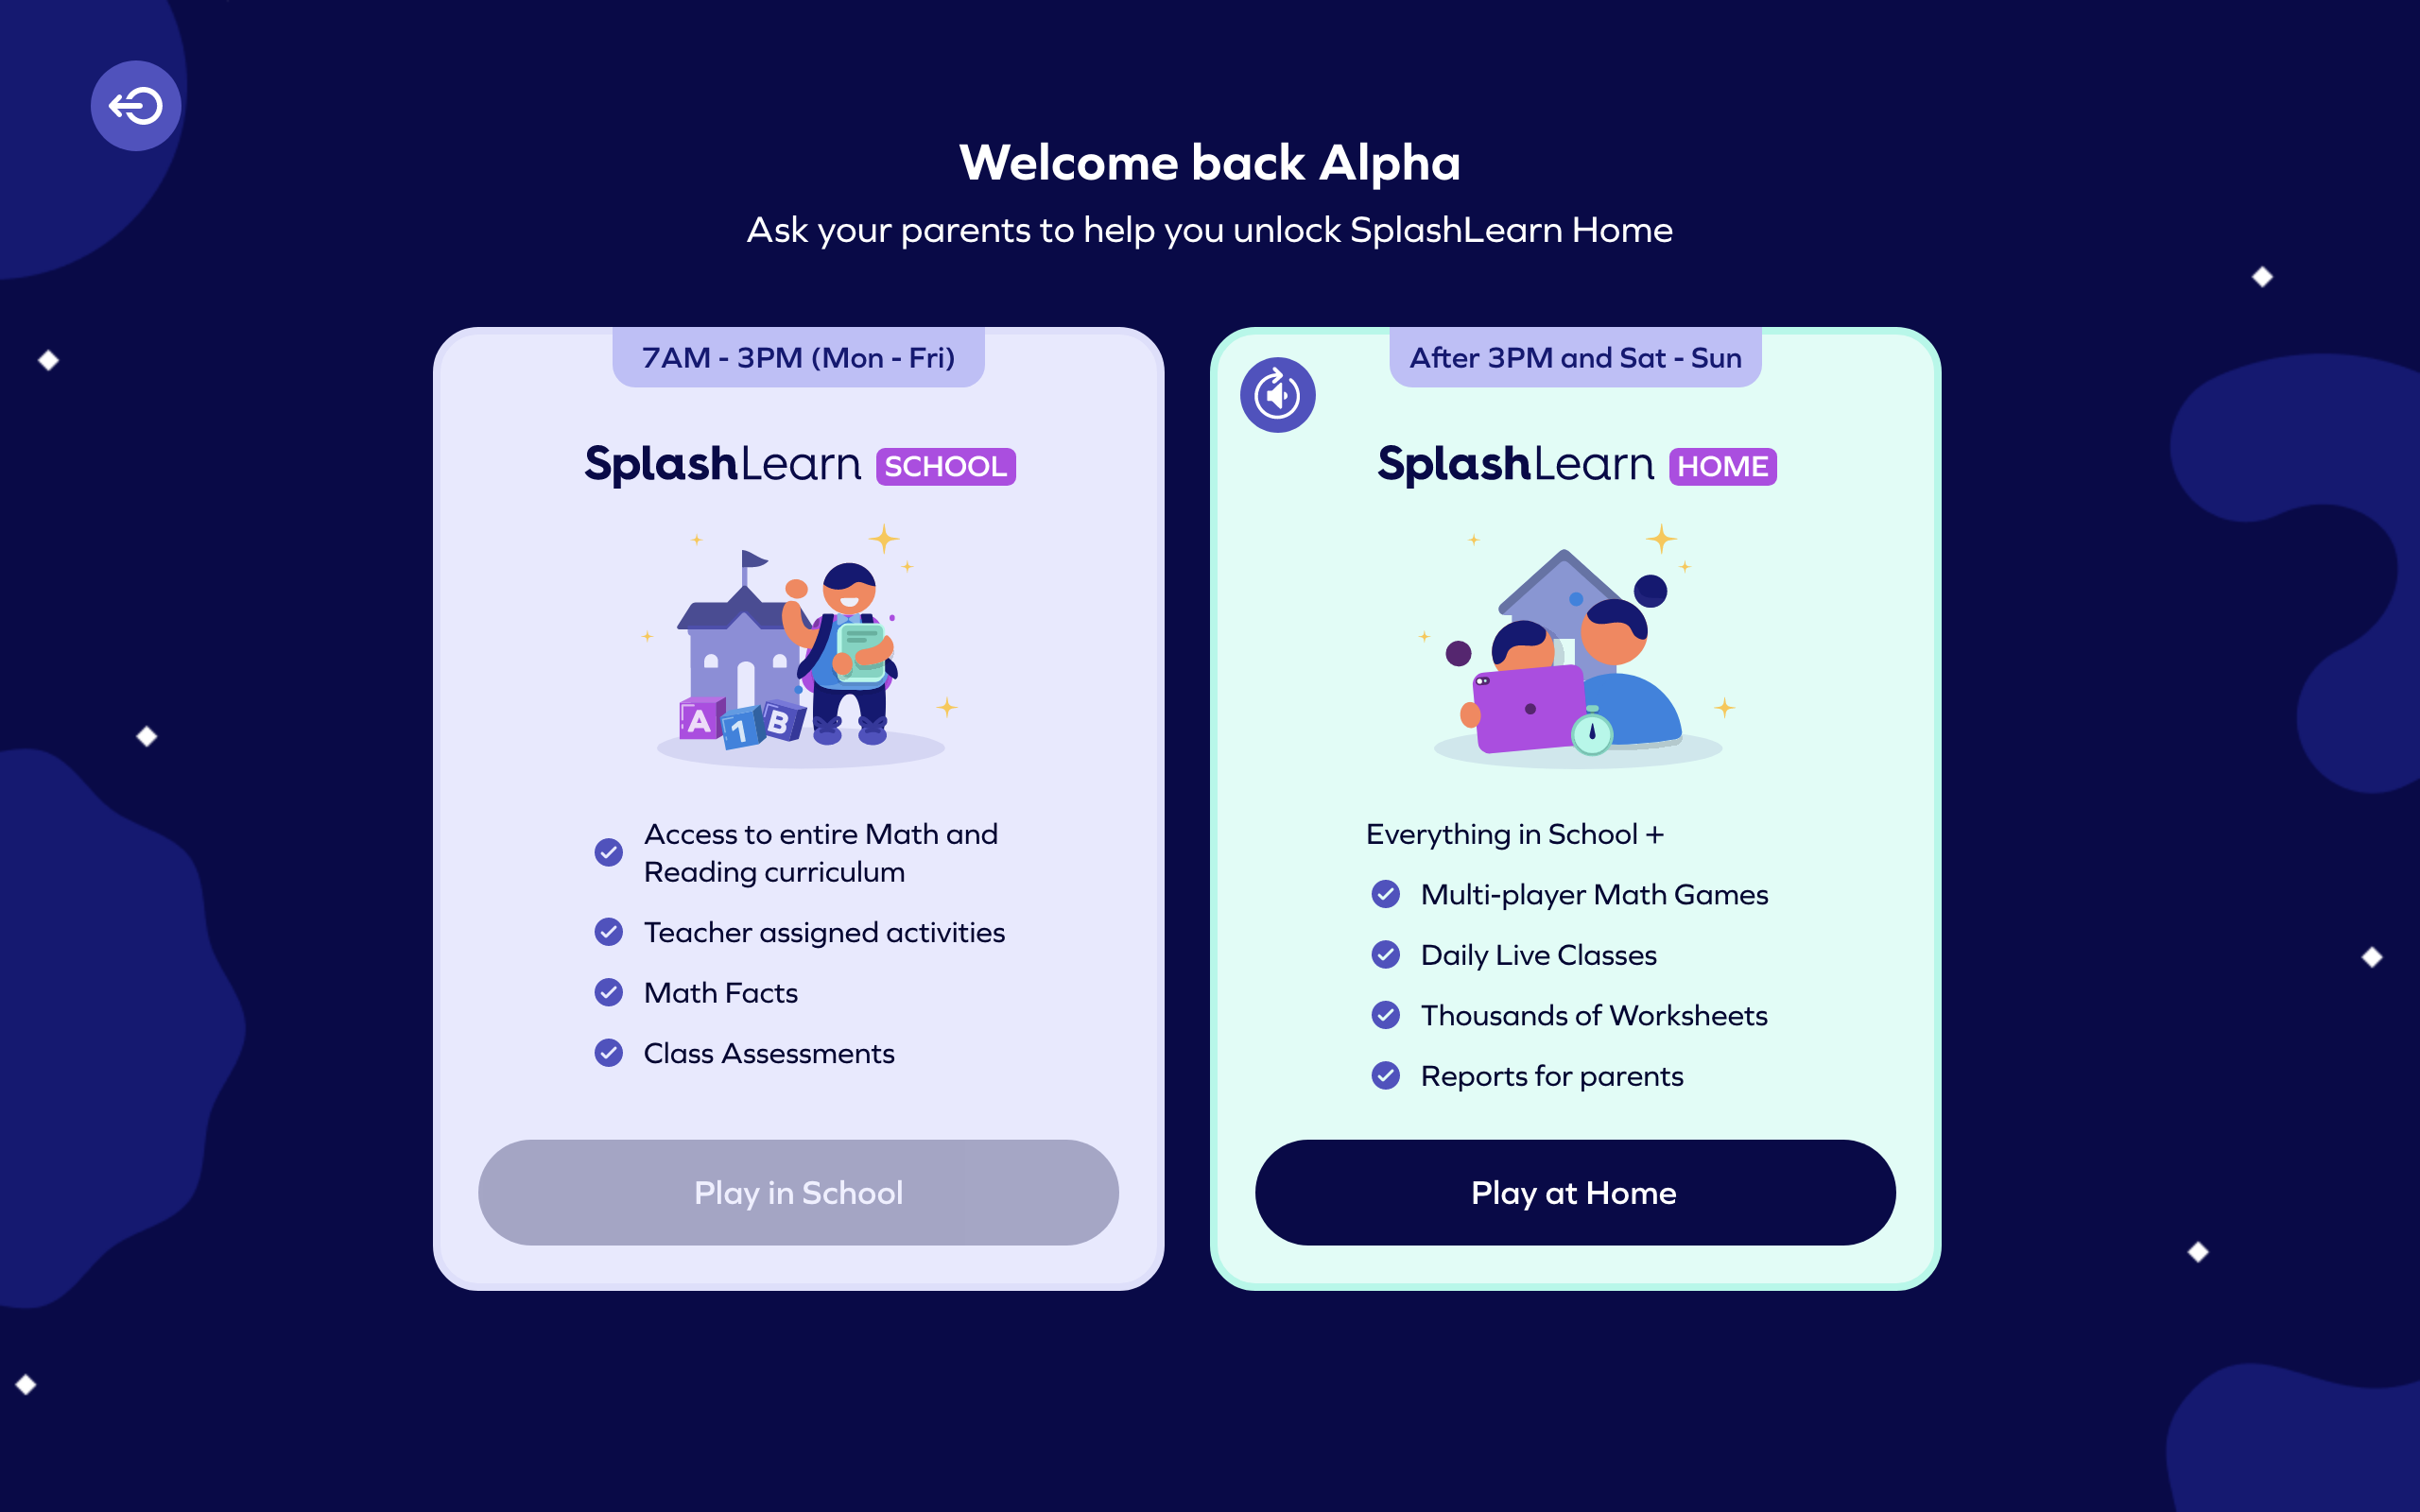 Welcome back Alpha
Ask your parents to help you unlock SplashLearn Home
7AM - 3PM (Mon - Fri)
SplashLearn SCHOOL
A 1 B
Access to entire Math and
Reading curriculum
Teacher assigned activities
Math Facts
Class Assessments
Play in School
After 3PM and Sat - Sun
SplashLearn HOME
Everything in School +
Multi-player Math Games
Daily Live Classes
Thousands of Worksheets
Reports for parents
Play at Home